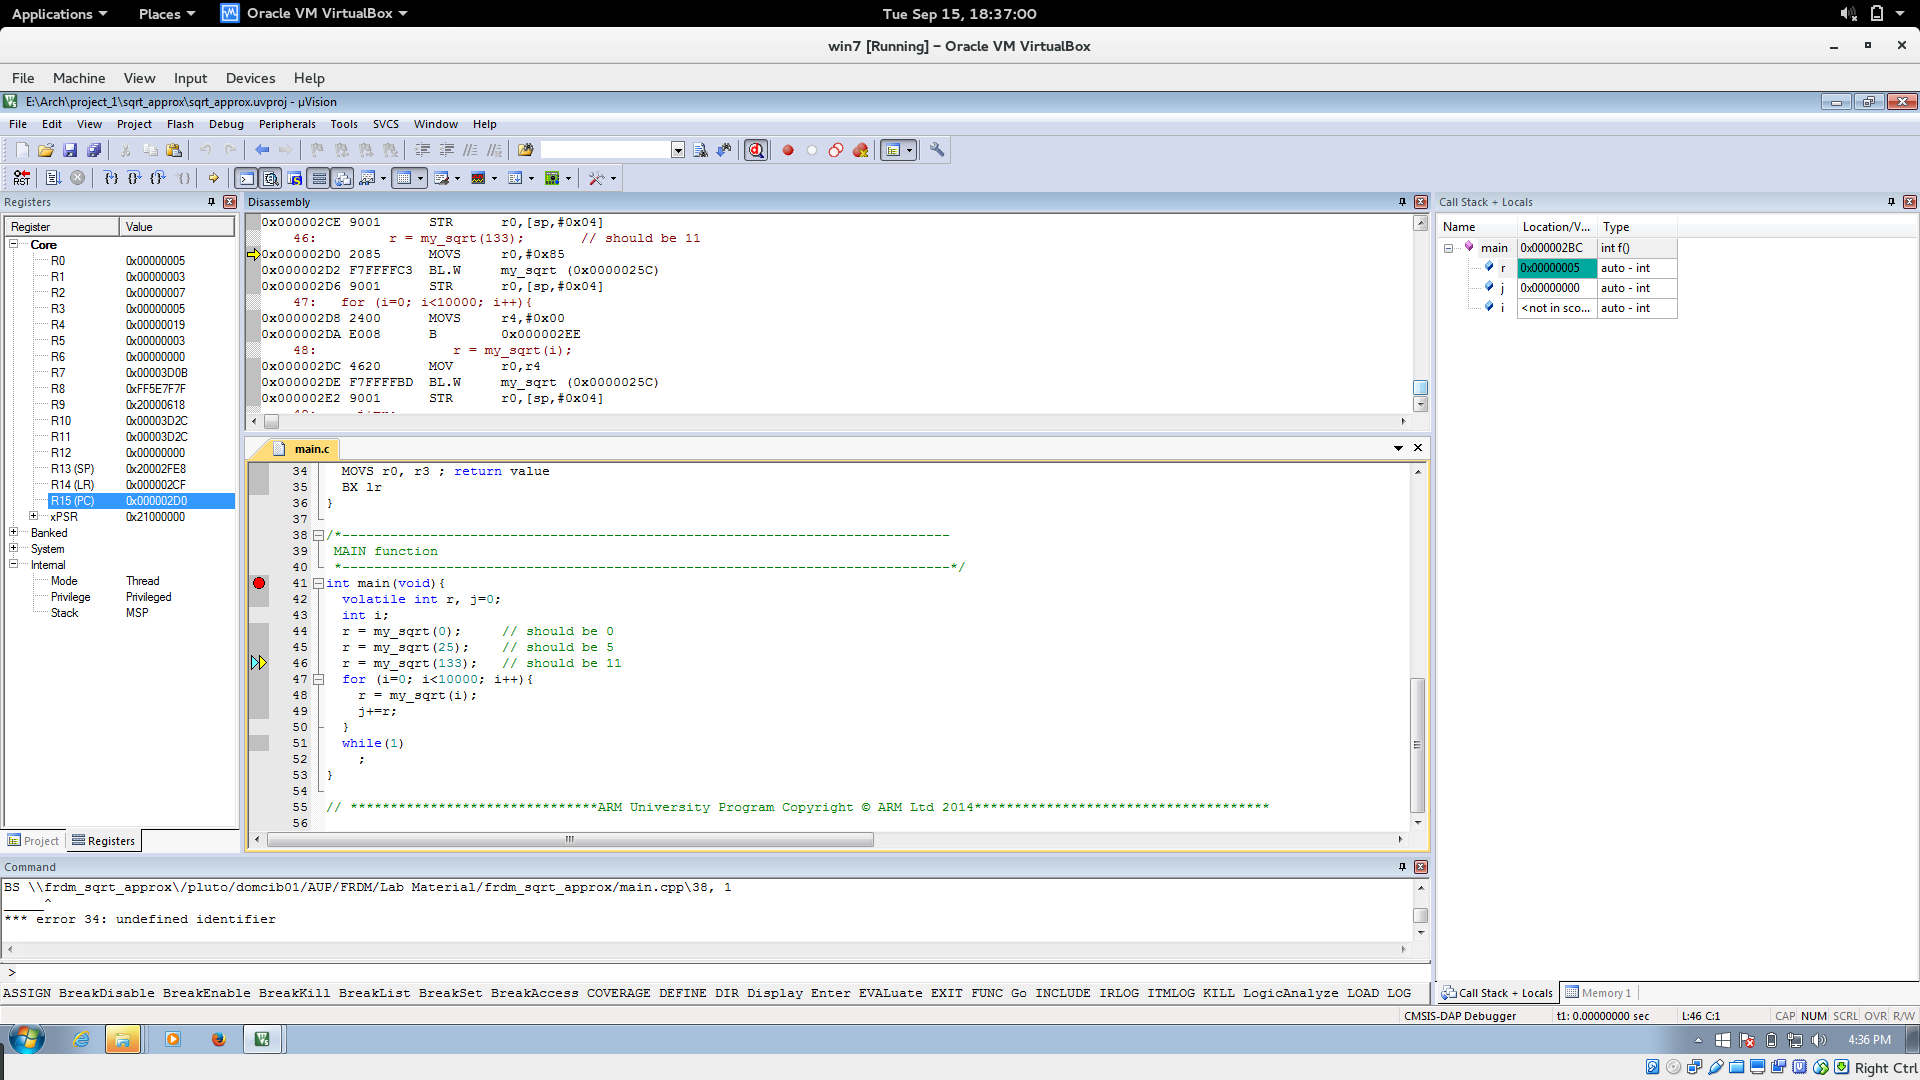 Applications Places Oracle VM VirtualBox Tue Sep 15, 18:37:00
win7 [Running] – Oracle VM VirtualBox
File Machine View Input Devices Help
E:\Arch\project_1\sqrt_approx\sqrt_approx.uvproj - µVision
File Edit View Project Flash Debug Peripherals Tools SVCS Window Help
Registers
Register Value
Core
R0 0x00000005
R1 0x00000003
R2 0x00000007
R3 0x00000005
R4 0x00000019
R5 0x00000003
R6 0x00000000
R7 0x00003D0B
R8 0xFF5E7F7F
R9 0x20000618
R10 0x00003D2C
R11 0x00003D2C
R12 0x00000000
R13 (SP) 0x20002FE8
R14 (LR) 0x000002CF
R15 (PC) 0x000002D0
xPSR 0x21000000
Banked
System
Internal
Mode Thread
Privilege Privileged
Stack MSP
Project Registers
Disassembly
0x000002CE 9001 STR r0,[sp,#0x04]
46: r = my_sqrt(133); // should be 11
0x000002D0 2085 MOVS r0,#0x85
0x000002D2 F7FFFFC3 BL.W my_sqrt (0x0000025C)
0x000002D6 9001 STR r0,[sp,#0x04]
47: for (i=0; i<10000; i++){
0x000002D8 2400 MOVS r4,#0x00
0x000002DA E008 B 0x000002EE
48: r = my_sqrt(i);
0x000002DC 4620 MOV r0,r4
0x000002DE F7FFFFBD BL.W my_sqrt (0x0000025C)
0x000002E2 9001 STR r0,[sp,#0x04]
main.c
34 MOVS r0, r3 ; return value
35 BX lr
36 }
37
38 /*----------------------------------------------------------------------------
39 MAIN function
40 *----------------------------------------------------------------------------*/
41 int main(void){
42 volatile int r, j=0;
43 int i;
44 r = my_sqrt(0); // should be 0
45 r = my_sqrt(25); // should be 5
46 r = my_sqrt(133); // should be 11
47 for (i=0; i<10000; i++){
48 r = my_sqrt(i);
49 j+=r;
50 }
51 while(1)
52 ;
53 }
54
55 // *******************************ARM University Program Copyright © ARM Ltd 2014*************************************
56
Call Stack + Locals
Name Location/V... Type
main 0x000002BC int f()
r 0x00000005 auto - int
j 0x00000000 auto - int
i <not in sco... auto - int
Call Stack + Locals Memory 1
Command
BS \\frdm_sqrt_approx\/pluto/domcib01/AUP/FRDM/Lab Material/frdm_sqrt_approx/main.cpp\38, 1
______^
*** error 34: undefined identifier
>
ASSIGN BreakDisable BreakEnable BreakKill BreakList BreakSet BreakAccess COVERAGE DEFINE DIR Display Enter EVALuate EXIT FUNC Go INCLUDE IRLOG ITMLOG KILL LogicAnalyze LOAD LOG
CMSIS-DAP Debugger t1: 0.00000000 sec L:46 C:1 CAP NUM SCRL OVR R/W
4:36 PM
Right Ctrl